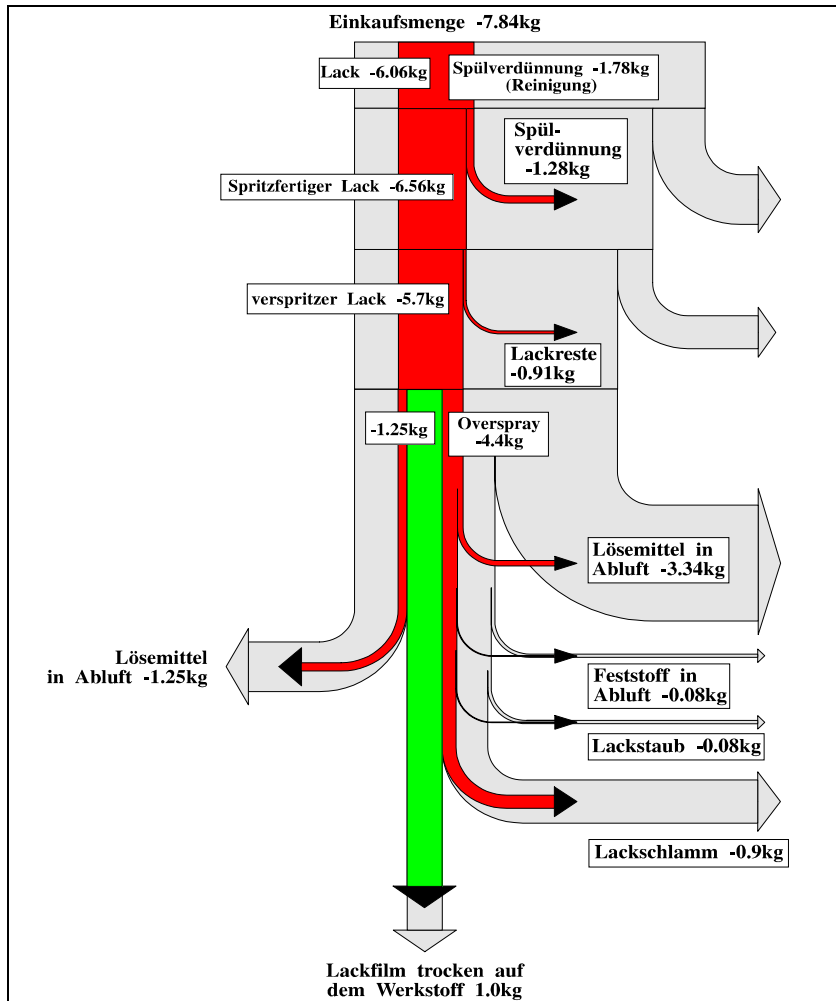 Einkaufsmenge -7.84kg
Lack -6.06kg
Spülverdünnung -1.78kg
(Reinigung)
Spül-
verdünnung
-1.28kg
Spritzfertiger Lack -6.56kg
verspritzer Lack -5.7kg
Lackreste
-0.91kg
-1.25kg
Overspray
-4.4kg
Lösemittel in
Abluft -3.34kg
Lösemittel
in Abluft -1.25kg
Feststoff in
Abluft -0.08kg
Lackstaub -0.08kg
Lackschlamm -0.9kg
Lackfilm trocken auf
dem Werkstoff 1.0kg